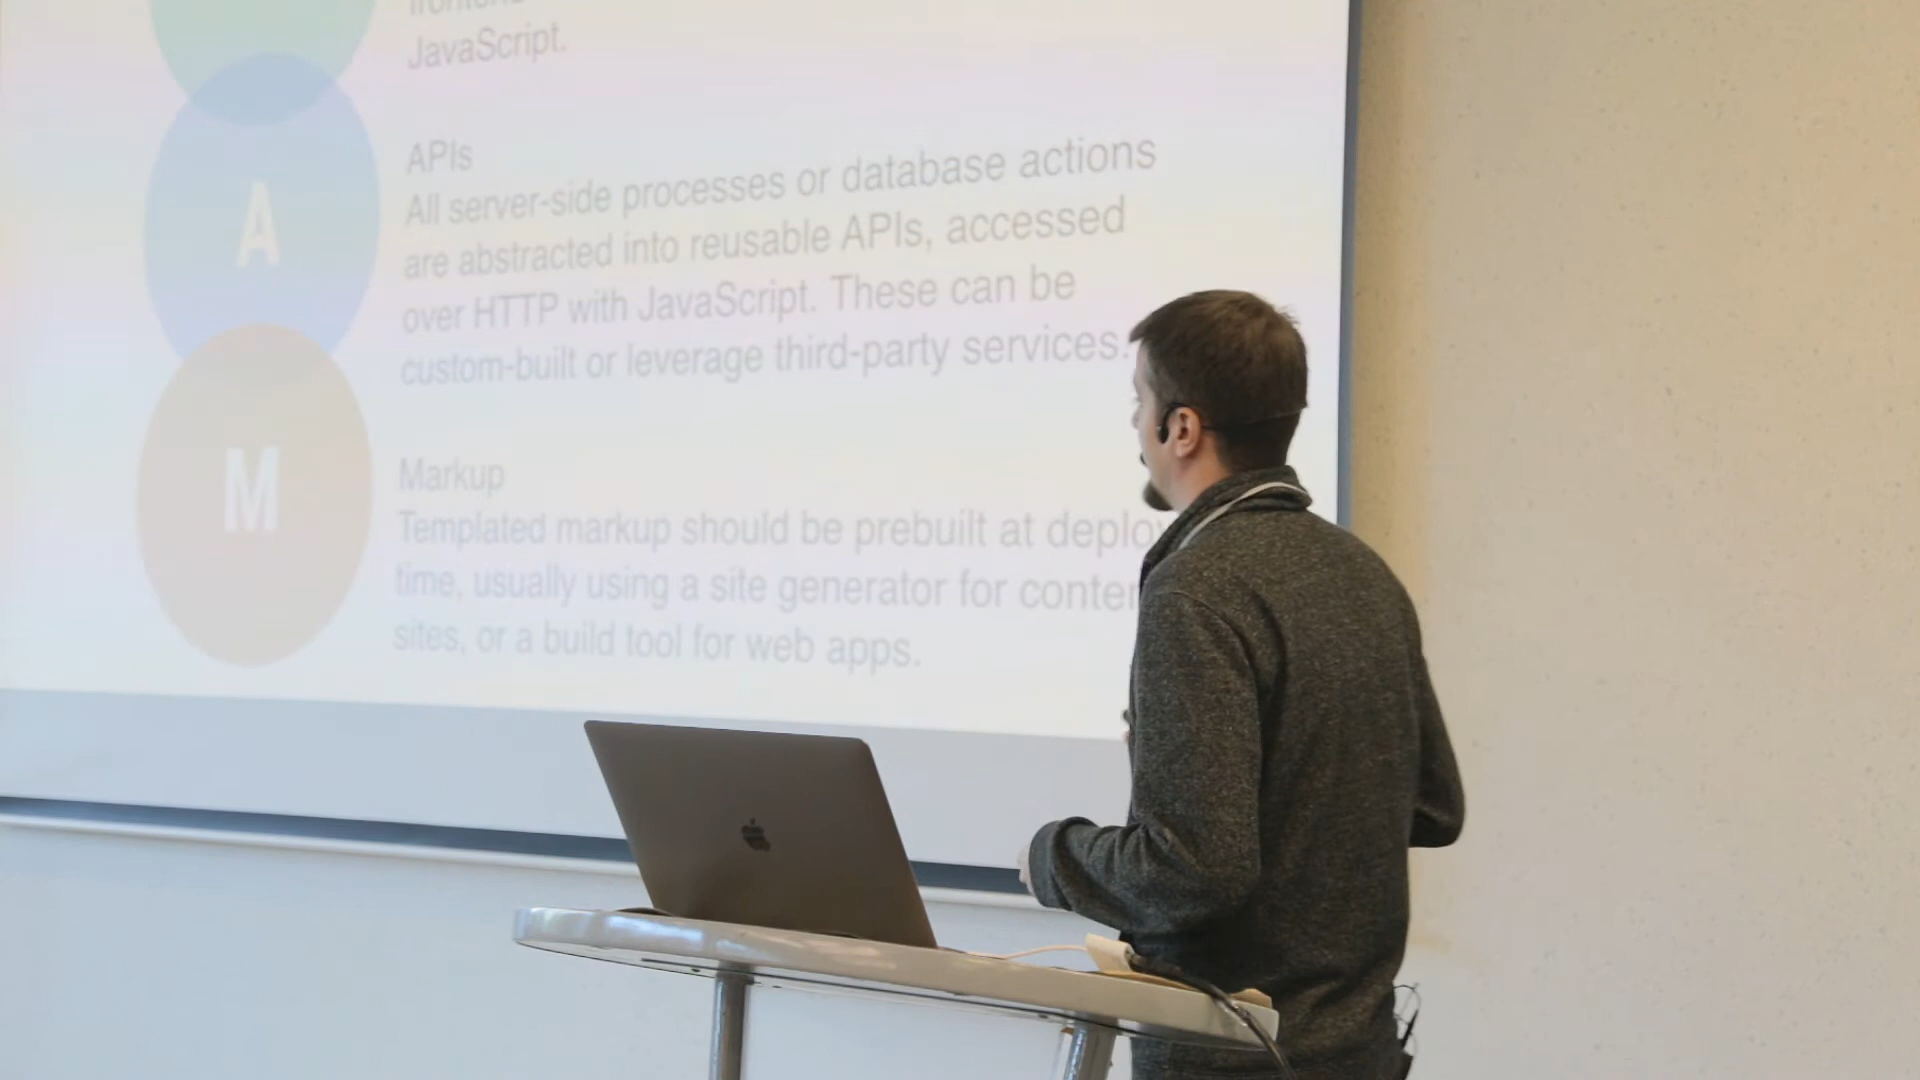 frontend
JavaScript.
A
APIs
All server-side processes or database actions
are abstracted into reusable APIs, accessed
over HTTP with JavaScript. These can be
custom-built or leverage third-party services.
M
Markup
Templated markup should be prebuilt at deploy
time, usually using a site generator for conten
sites, or a build tool for web apps.